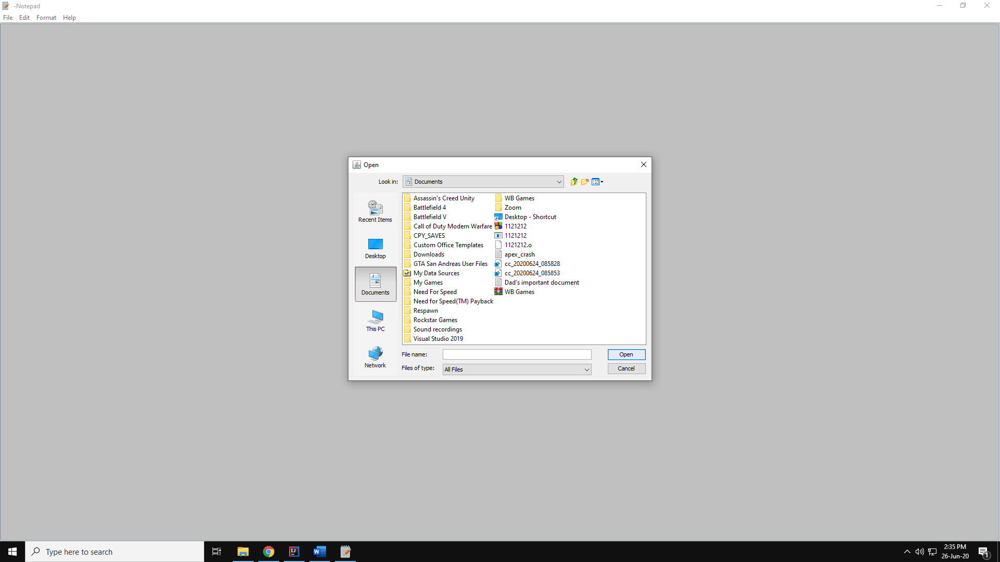 -Notepad
File Edit Format Help
Open
Look in: Documents
Recent Items
Desktop
Documents
This PC
Network
Assassin's Creed Unity
Battlefield 4
Battlefield V
Call of Duty Modern Warfare
CPY_SAVES
Custom Office Templates
Downloads
GTA San Andreas User Files
My Data Sources
My Games
Need For Speed
Need for Speed(TM) Payback
Respawn
Rockstar Games
Sound recordings
Visual Studio 2019
WB Games
Zoom
Desktop - Shortcut
1121212
1121212
1121212.o
apex_crash
cc_20200624_085828
cc_20200624_085853
Dad's important document
WB Games
File name:
Open
Files of type: All Files
Cancel
Type here to search
2:35 PM
26-Jun-20
1